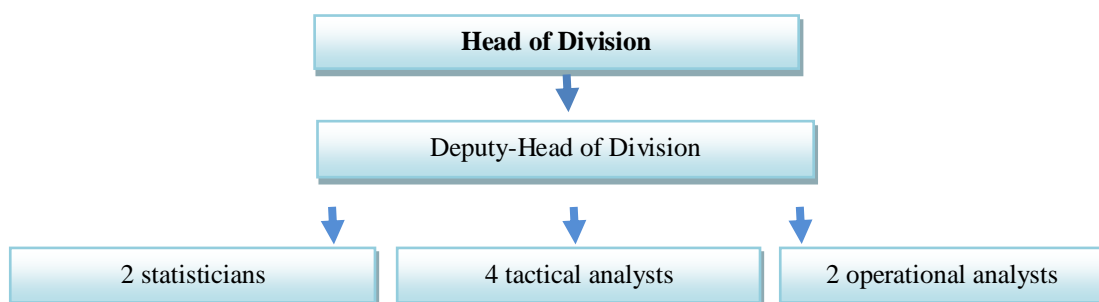 Head of Division
Deputy-Head of Division
2 statisticians
4 tactical analysts
2 operational analysts